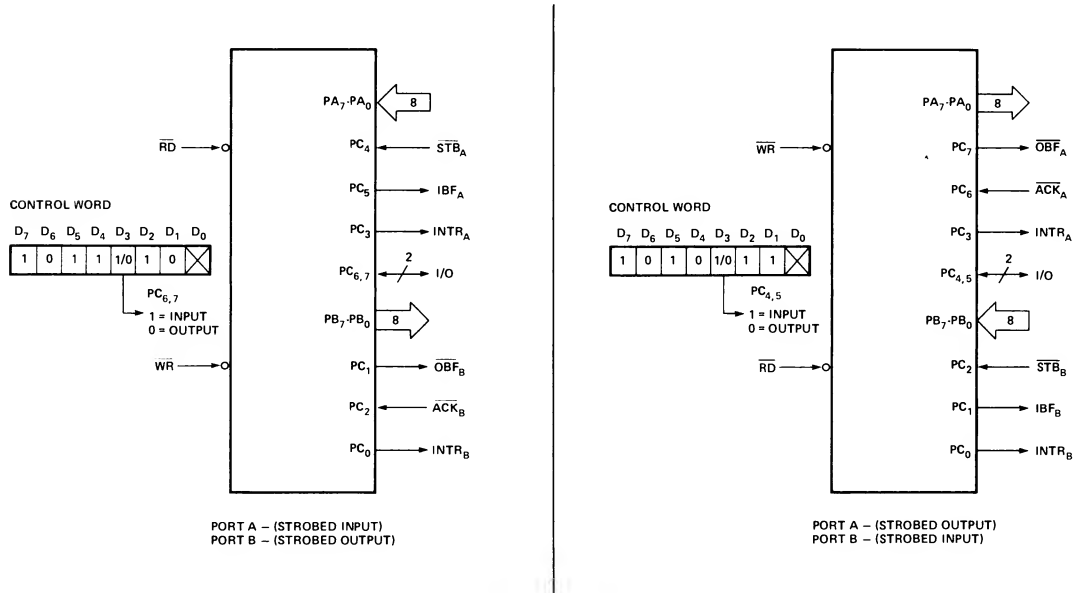 PA7-PA0 8
RD PC4 STBA
PC5 IBFA
CONTROL WORD
D7 D6 D5 D4 D3 D2 D1 D0
PC3 INTRA
1 0 1 1 1/0 1 0 X
PC6,7 2 I/O
PC6,7
1 = INPUT
0 = OUTPUT
PB7-PB0 8
WR PC1 OBFB
PC2 ACKB
PC0 INTRB
PORT A – (STROBED INPUT)
PORT B – (STROBED OUTPUT)
PA7-PA0 8
WR PC7 OBFA
PC6 ACKA
CONTROL WORD
D7 D6 D5 D4 D3 D2 D1 D0
PC3 INTRA
1 0 1 0 1/0 1 1 X
PC4,5 2 I/O
PC4,5
1 = INPUT
0 = OUTPUT
PB7-PB0 8
RD PC2 STBB
PC1 IBFB
PC0 INTRB
PORT A – (STROBED OUTPUT)
PORT B – (STROBED INPUT)